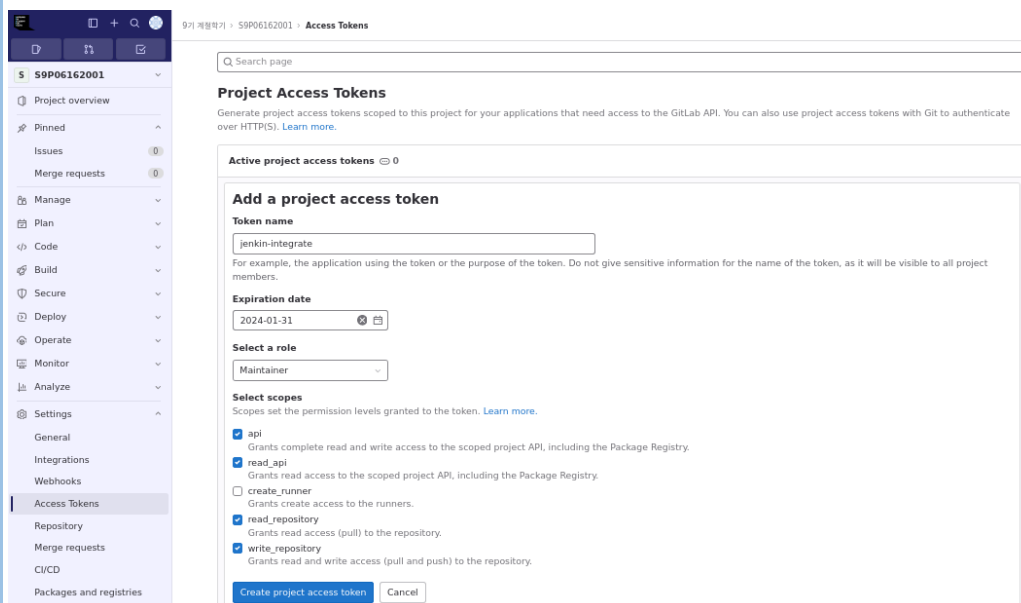 9기 계절학기 › S9P06162001 › Access Tokens
S S9P06162001
Project overview
Pinned
Issues 0
Merge requests 0
Manage
Plan
Code
Build
Secure
Deploy
Operate
Monitor
Analyze
Settings
General
Integrations
Webhooks
Access Tokens
Repository
Merge requests
CI/CD
Packages and registries
Search page
Project Access Tokens
Generate project access tokens scoped to this project for your applications that need access to the GitLab API. You can also use project access tokens with Git to authenticate
over HTTP(S). Learn more.
Active project access tokens 0
Add a project access token
Token name
jenkin-integrate
For example, the application using the token or the purpose of the token. Do not give sensitive information for the name of the token, as it will be visible to all project
members.
Expiration date
2024-01-31
Select a role
Maintainer
Select scopes
Scopes set the permission levels granted to the token. Learn more.
api
Grants complete read and write access to the scoped project API, including the Package Registry.
read_api
Grants read access to the scoped project API, including the Package Registry.
create_runner
Grants create access to the runners.
read_repository
Grants read access (pull) to the repository.
write_repository
Grants read and write access (pull and push) to the repository.
Create project access token Cancel